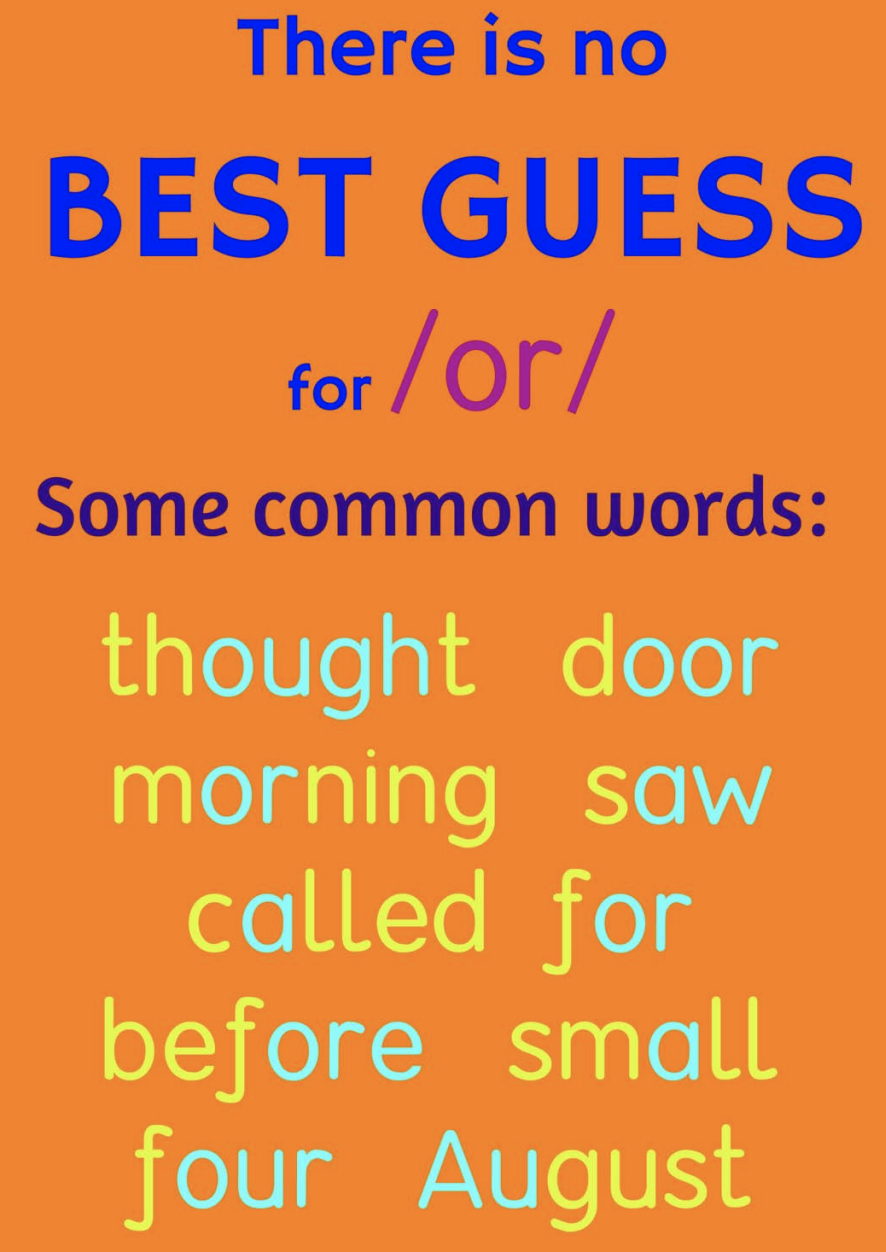 There is no
BEST GUESS
for /or/
Some common words:
thought door
morning saw
called for
before small
four August